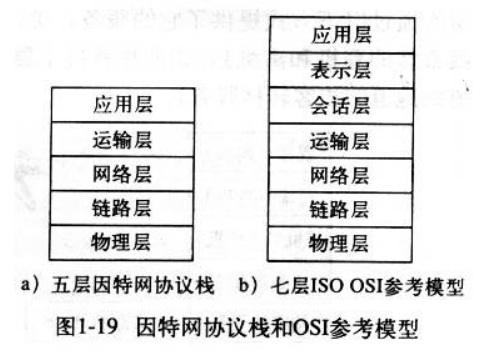 应用层
运输层
网络层
链路层
物理层
应用层
表示层
会话层
运输层
网络层
链路层
物理层
a）五层因特网协议栈 b）七层ISO OSI参考模型
图1-19 因特网协议栈和OSI参考模型